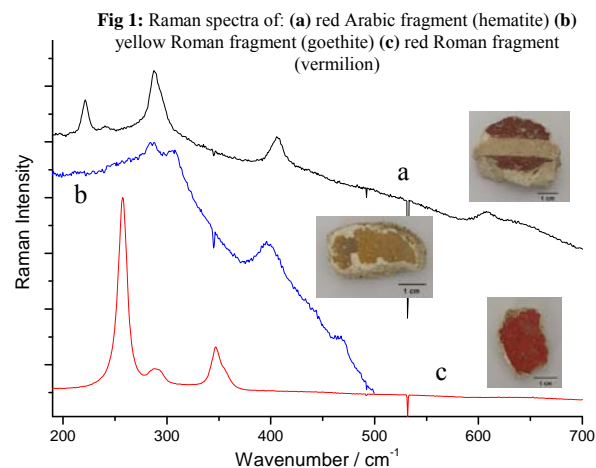 Fig 1: Raman spectra of: (a) red Arabic fragment (hematite) (b)
yellow Roman fragment (goethite) (c) red Roman fragment
(vermilion)
a
b
c
1 cm
1 cm
1 cm
Raman Intensity
200 300 400 500 600 700
Wavenumber / cm⁻¹